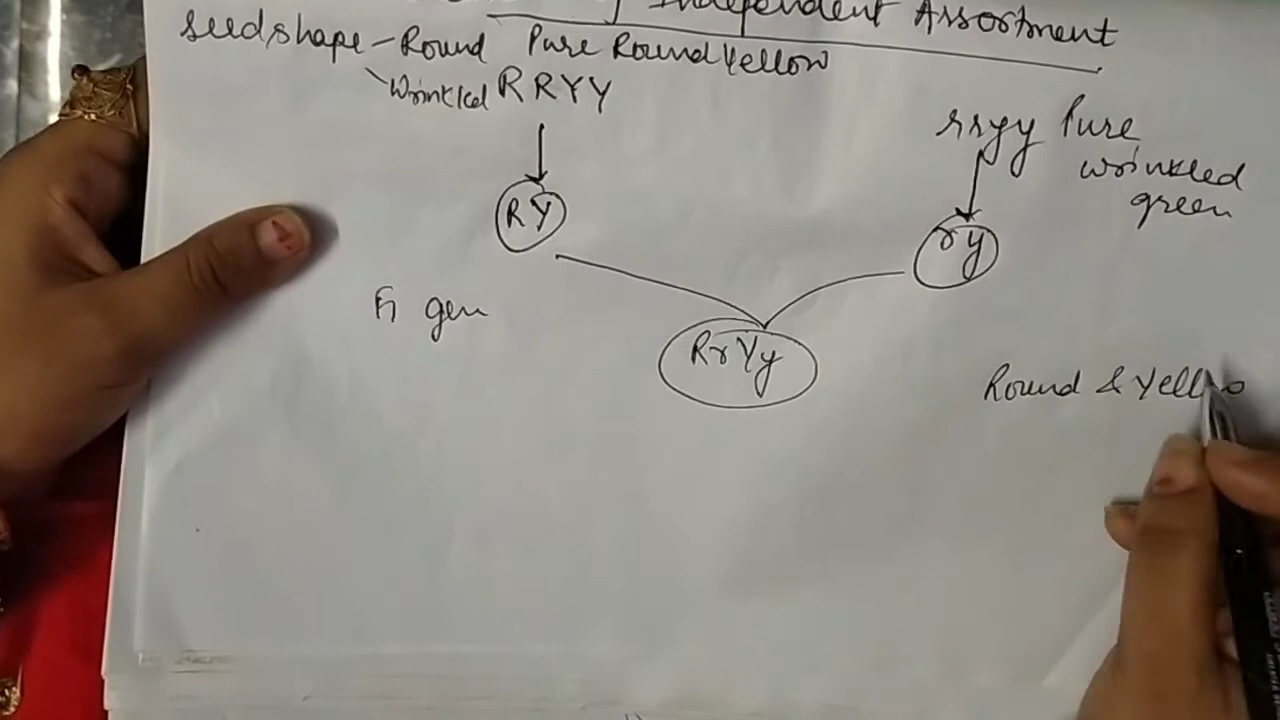 Independent Assortment
Seedshape - Round Pure Round Yellow
Wrinkled RRYY
rryy Pure
wrinkled
green
RY
ry
F1 gen
RrYy
Round & Yello